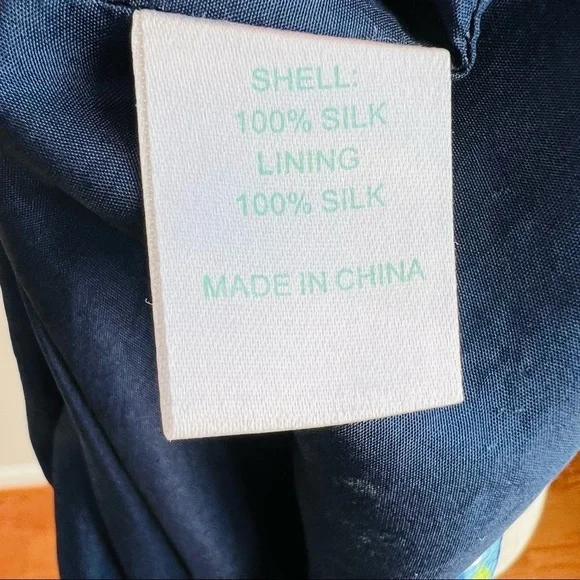 SHELL:
100% SILK
LINING
100% SILK
MADE IN CHINA